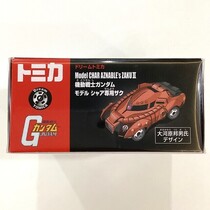 トミカ
ドリームトミカ
Model CHAR AZNABLE's ZAKU II
機動戦士ガンダム
モデル シャア専用ザク
ガンダム
大河原邦男氏
デザイン